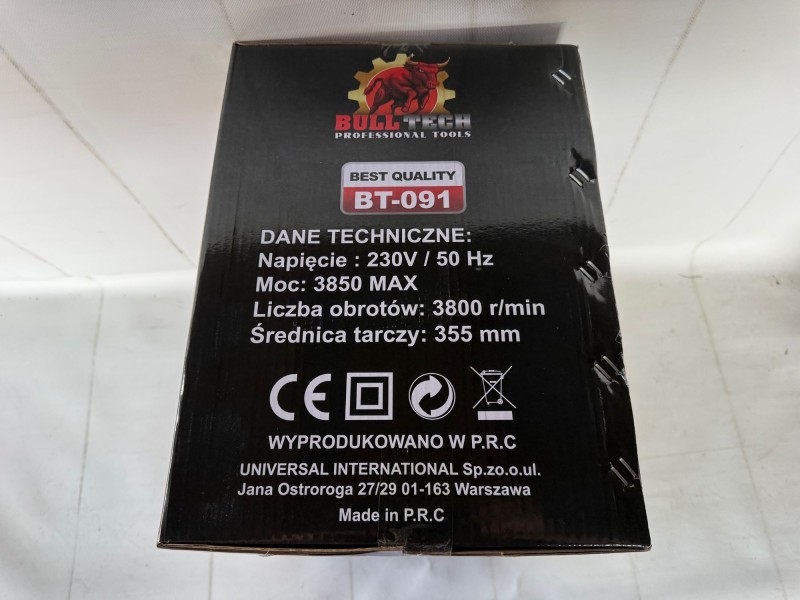 BULL TECH
PROFESSIONAL TOOLS
BEST QUALITY
BT-091
DANE TECHNICZNE:
Napięcie : 230V / 50 Hz
Moc: 3850 MAX
Liczba obrotów: 3800 r/min
Średnica tarczy: 355 mm
CE
WYPRODUKOWANO W P.R.C
UNIVERSAL INTERNATIONAL Sp.zo.o.ul.
Jana Ostroroga 27/29 01-163 Warszawa
Made in P.R.C